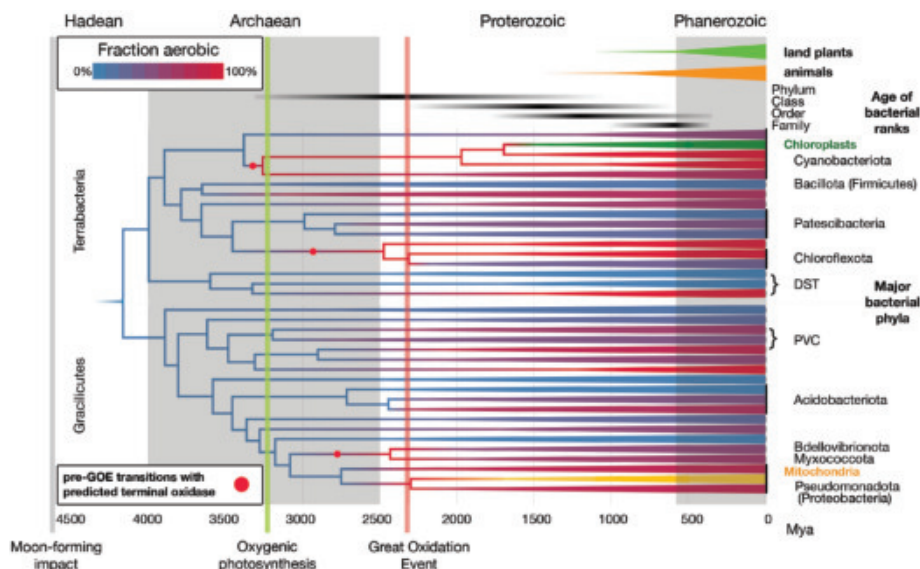 Hadean
Archaean
Proterozoic
Phanerozoic
Fraction aerobic
0%
100%
land plants
animals
Phylum
Class
Order
Family
Age of
bacterial
ranks
Chloroplasts
Cyanobacteriota
Bacillota (Firmicutes)
Patescibacteria
Chloroflexota
DST
Major
bacterial
phyla
PVC
Acidobacteriota
Bdellovibrionota
Myxococcota
Mitochondria
Pseudomonadota
(Proteobacteria)
Terrabacteria
Gracilicutes
pre-GOE transitions with
predicted terminal oxidase
4500
4000
3500
3000
2500
2000
1500
1000
500
0
Mya
Moon-forming
impact
Oxygenic
photosynthesis
Great Oxidation
Event